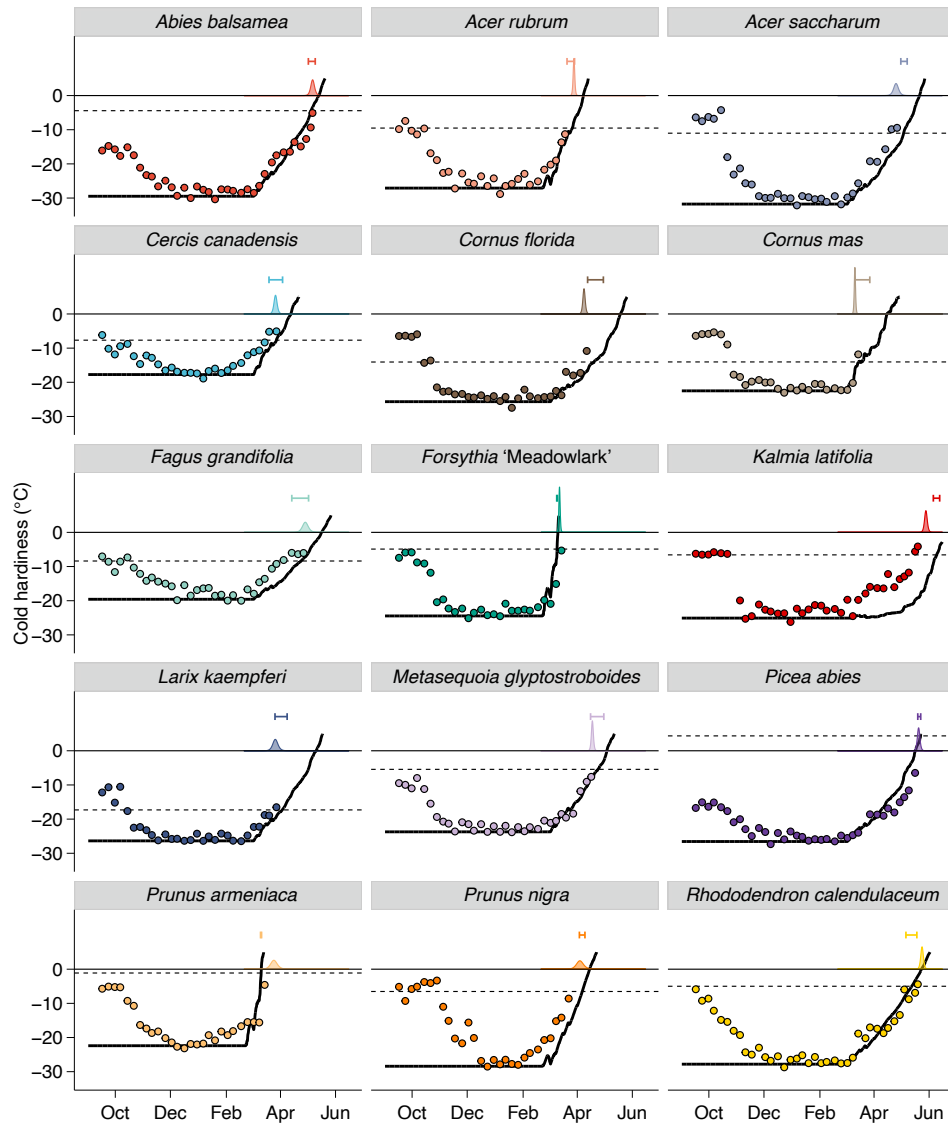 Abies balsamea
Acer rubrum
Acer saccharum
0
−10
−20
−30
Cercis canadensis
Cornus florida
Cornus mas
0
−10
−20
−30
Fagus grandifolia
Forsythia ‘Meadowlark’
Kalmia latifolia
Cold hardiness (°C)
0
−10
−20
−30
Larix kaempferi
Metasequoia glyptostroboides
Picea abies
0
−10
−20
−30
Prunus armeniaca
Prunus nigra
Rhododendron calendulaceum
0
−10
−20
−30
Oct Dec Feb Apr Jun
Oct Dec Feb Apr Jun
Oct Dec Feb Apr Jun